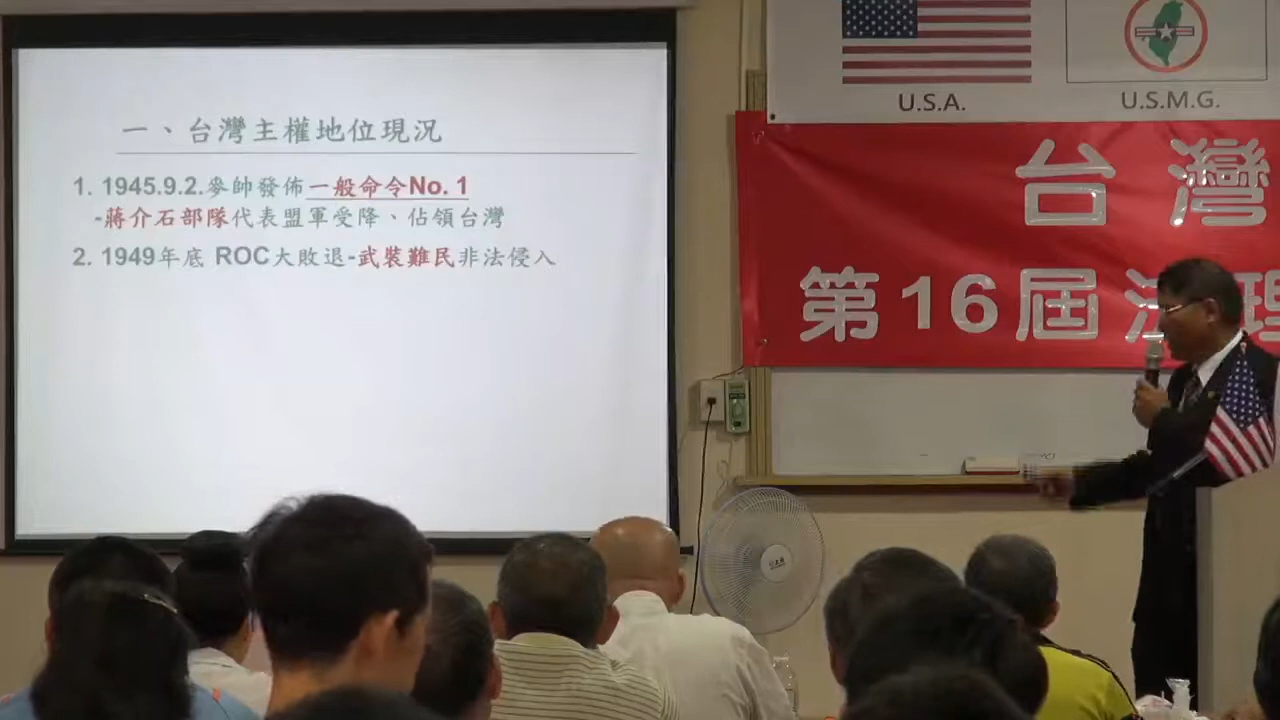 一、台灣主權地位現況
1. 1945.9.2.參帥發佈一般命令No. 1
-蔣介石部隊代表盟軍受降、佔領台灣
2. 1949年底 ROC大敗退-武裝難民非法侵入
U.S.A.
U.S.M.G.
台灣
第16屆法理